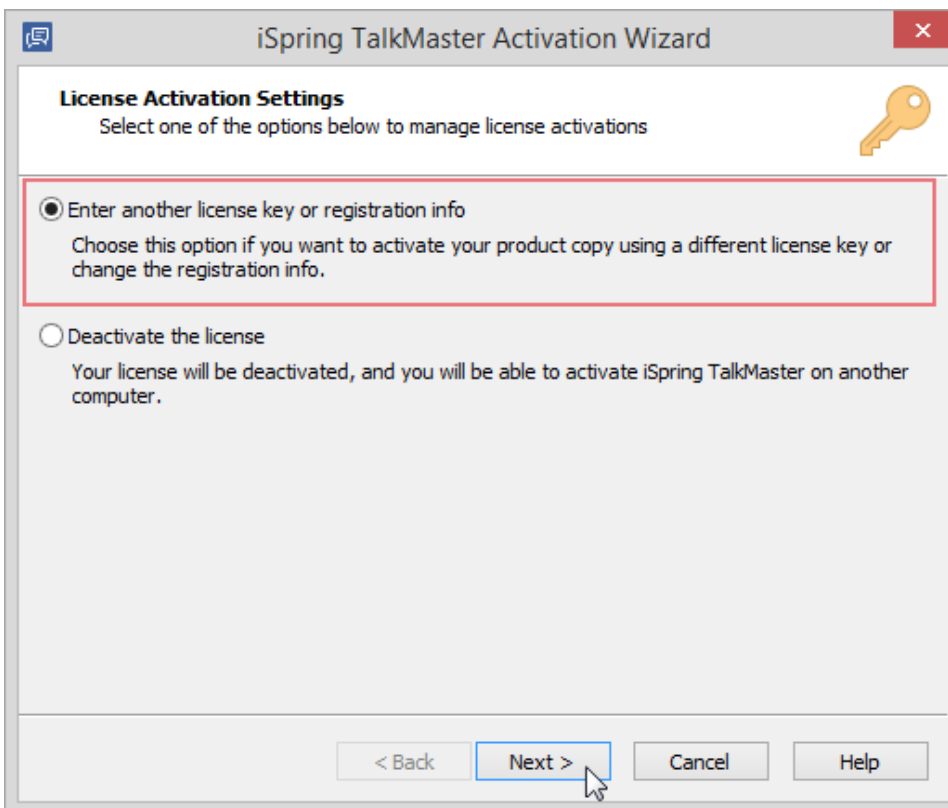 iSpring TalkMaster Activation Wizard
License Activation Settings
Select one of the options below to manage license activations
Enter another license key or registration info
Choose this option if you want to activate your product copy using a different license key or
change the registration info.
Deactivate the license
Your license will be deactivated, and you will be able to activate iSpring TalkMaster on another
computer.
< Back
Next >
Cancel
Help